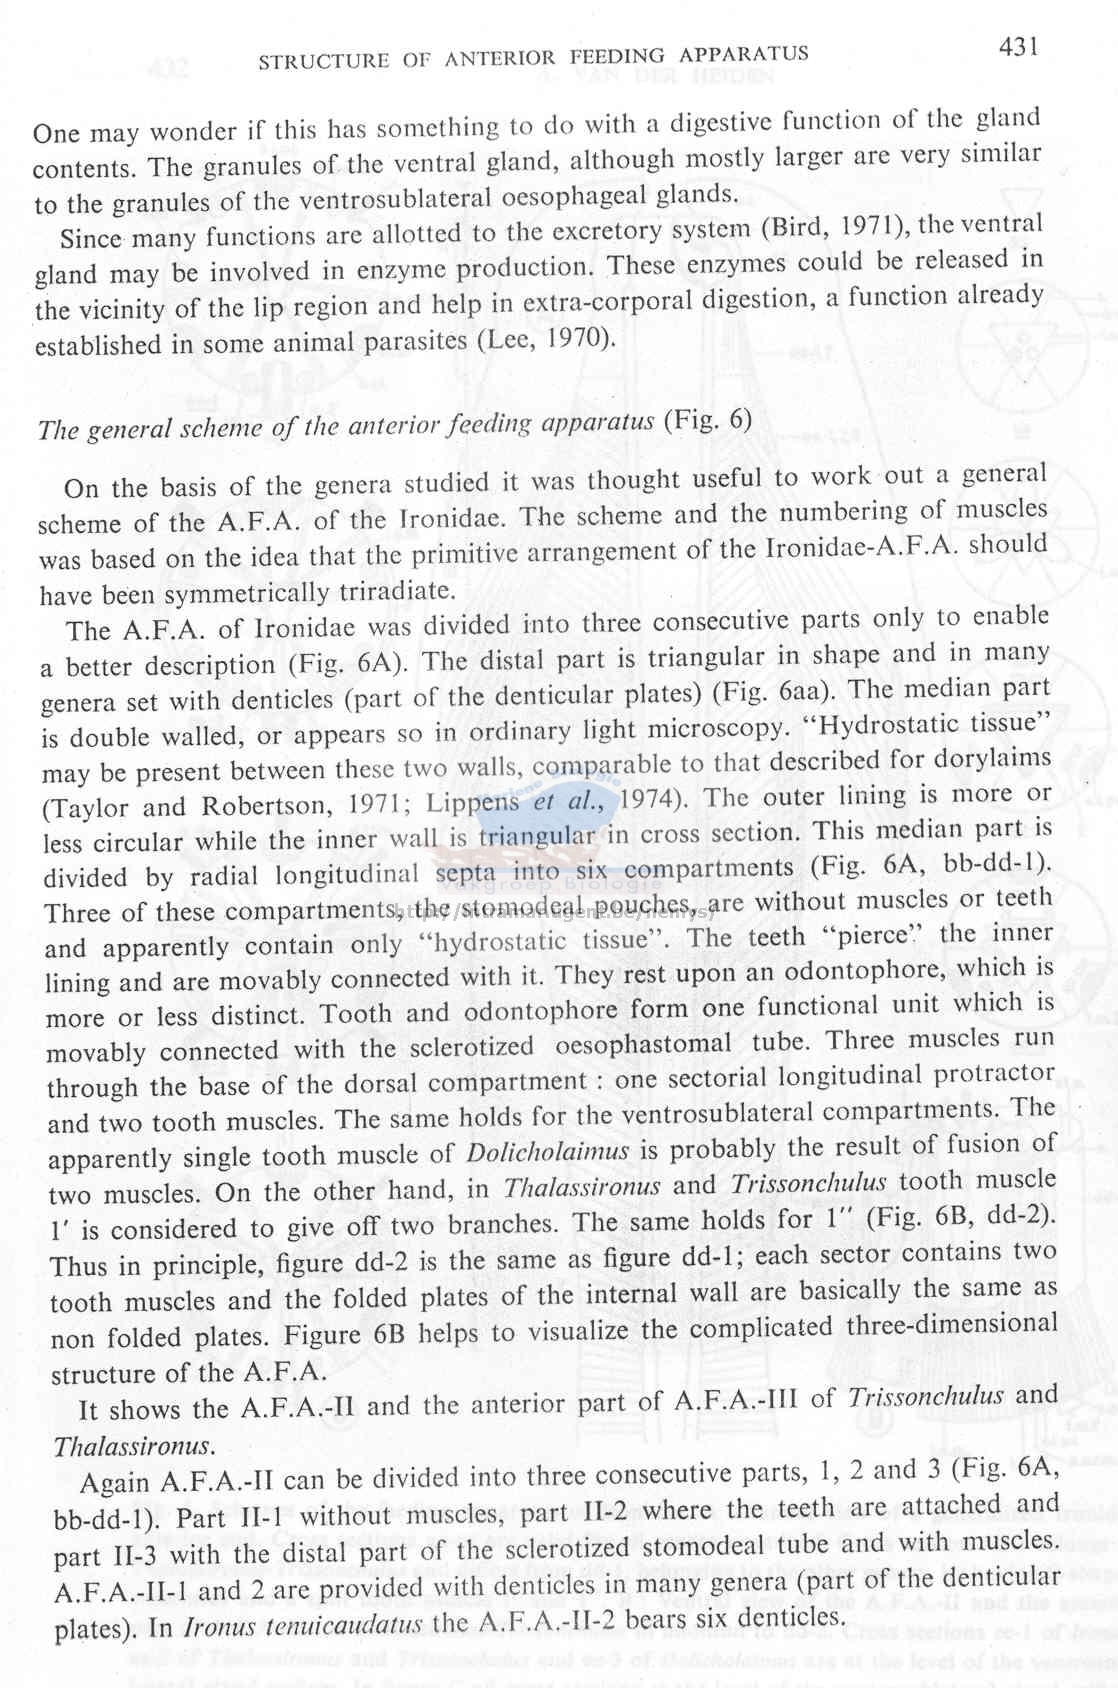 STRUCTURE OF ANTERIOR FEEDING APPARATUS 431
One may wonder if this has something to do with a digestive function of the gland
contents. The granules of the ventral gland, although mostly larger are very similar
to the granules of the ventrosublateral oesophageal glands.
Since many functions are allotted to the excretory system (Bird, 1971), the ventral
gland may be involved in enzyme production. These enzymes could be released in
the vicinity of the lip region and help in extra-corporal digestion, a function already
established in some animal parasites (Lee, 1970).
The general scheme of the anterior feeding apparatus (Fig. 6)
On the basis of the genera studied it was thought useful to work out a general
scheme of the A.F.A. of the Ironidae. The scheme and the numbering of muscles
was based on the idea that the primitive arrangement of the Ironidae-A.F.A. should
have been symmetrically triradiate.
The A.F.A. of Ironidae was divided into three consecutive parts only to enable
a better description (Fig. 6A). The distal part is triangular in shape and in many
genera set with denticles (part of the denticular plates) (Fig. 6aa). The median part
is double walled, or appears so in ordinary light microscopy. “Hydrostatic tissue”
may be present between these two walls, comparable to that described for dorylaims
(Taylor and Robertson, 1971; Lippens et al., 1974). The outer lining is more or
less circular while the inner wall is triangular in cross section. This median part is
divided by radial longitudinal septa into six compartments (Fig. 6A, bb-dd-1).
Three of these compartments, the stomodeal pouches, are without muscles or teeth
and apparently contain only “hydrostatic tissue”. The teeth “pierce” the inner
lining and are movably connected with it. They rest upon an odontophore, which is
more or less distinct. Tooth and odontophore form one functional unit which is
movably connected with the sclerotized oesophastomal tube. Three muscles run
through the base of the dorsal compartment : one sectorial longitudinal protractor
and two tooth muscles. The same holds for the ventrosublateral compartments. The
apparently single tooth muscle of Dolicholaimus is probably the result of fusion of
two muscles. On the other hand, in Thalassironus and Trissonchulus tooth muscle
1′ is considered to give off two branches. The same holds for 1″ (Fig. 6B, dd-2).
Thus in principle, figure dd-2 is the same as figure dd-1; each sector contains two
tooth muscles and the folded plates of the internal wall are basically the same as
non folded plates. Figure 6B helps to visualize the complicated three-dimensional
structure of the A.F.A.
It shows the A.F.A.-II and the anterior part of A.F.A.-III of Trissonchulus and
Thalassironus.
Again A.F.A.-II can be divided into three consecutive parts, 1, 2 and 3 (Fig. 6A,
bb-dd-1). Part II-1 without muscles, part II-2 where the teeth are attached and
part II-3 with the distal part of the sclerotized stomodeal tube and with muscles.
A.F.A.-II-1 and 2 are provided with denticles in many genera (part of the denticular
plates). In Ironus tenuicaudatus the A.F.A.-II-2 bears six denticles.